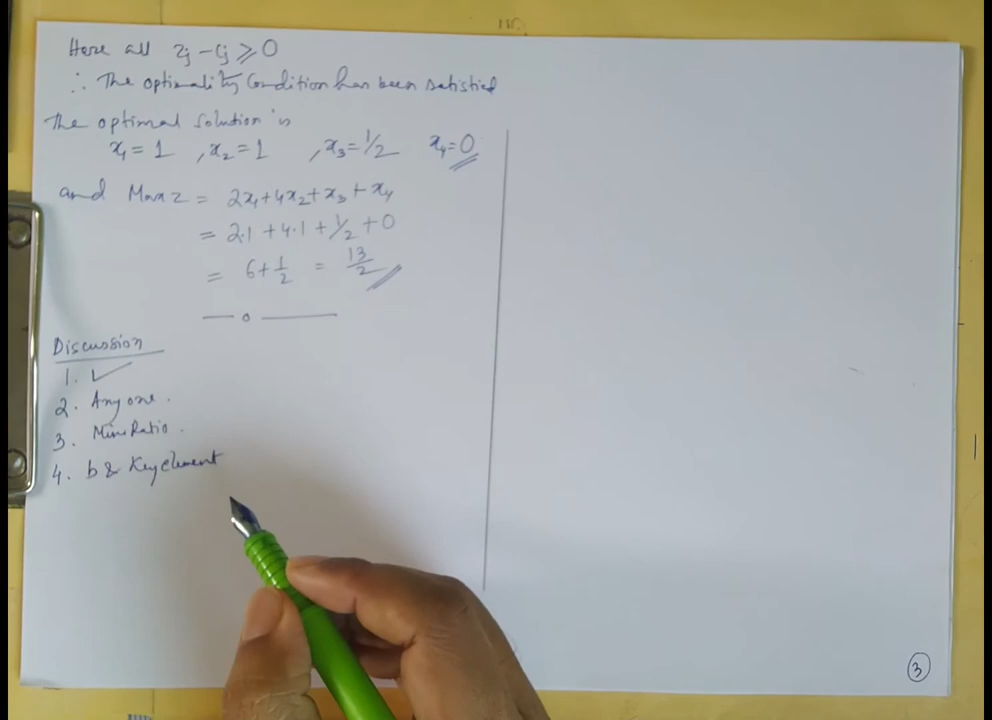 Here all Zj - Cj ⩾ 0
∴ The optimality Condition has been satisfied
The optimal solution is
x₁ = 1 , x₂ = 1 , x₃ = 1/2 x₄ = 0
and Max z = 2x₁ + 4x₂ + x₃ + x₄
= 2.1 + 4.1 + 1/2 + 0
= 6 + 1/2 = 13/2
Discussion
1. ✓
2. Any one .
3. Min Ratio .
4. b & Key element
3